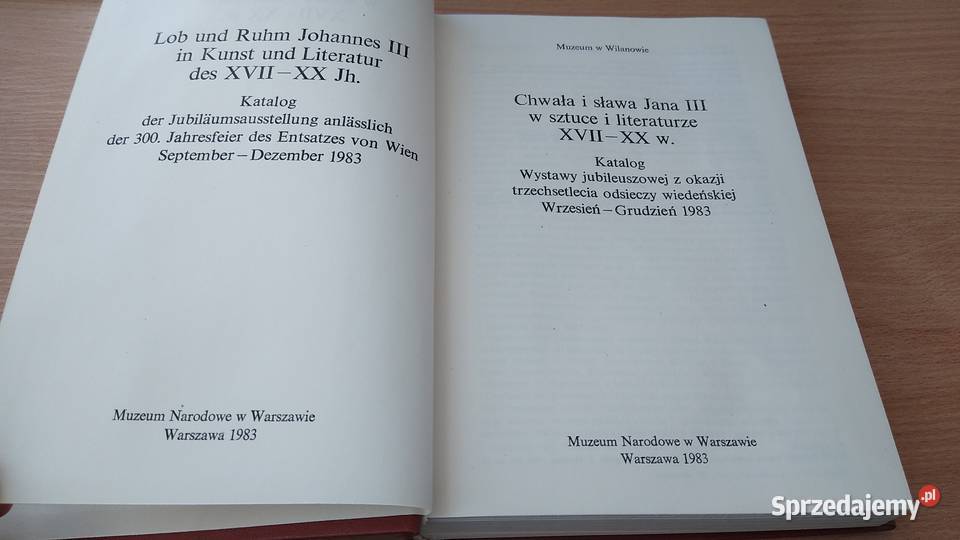 Lob und Ruhm Johannes III
in Kunst und Literatur
des XVII–XX Jh.
Katalog
der Jubiläumsausstellung anlässlich
der 300. Jahresfeier des Entsatzes von Wien
September–Dezember 1983
Muzeum Narodowe w Warszawie
Warszawa 1983
Muzeum w Wilanowie
Chwała i sława Jana III
w sztuce i literaturze
XVII–XX w.
Katalog
Wystawy jubileuszowej z okazji
trzechsetlecia odsieczy wiedeńskiej
Wrzesień–Grudzień 1983
Muzeum Narodowe w Warszawie
Warszawa 1983
Sprzedajemy.pl